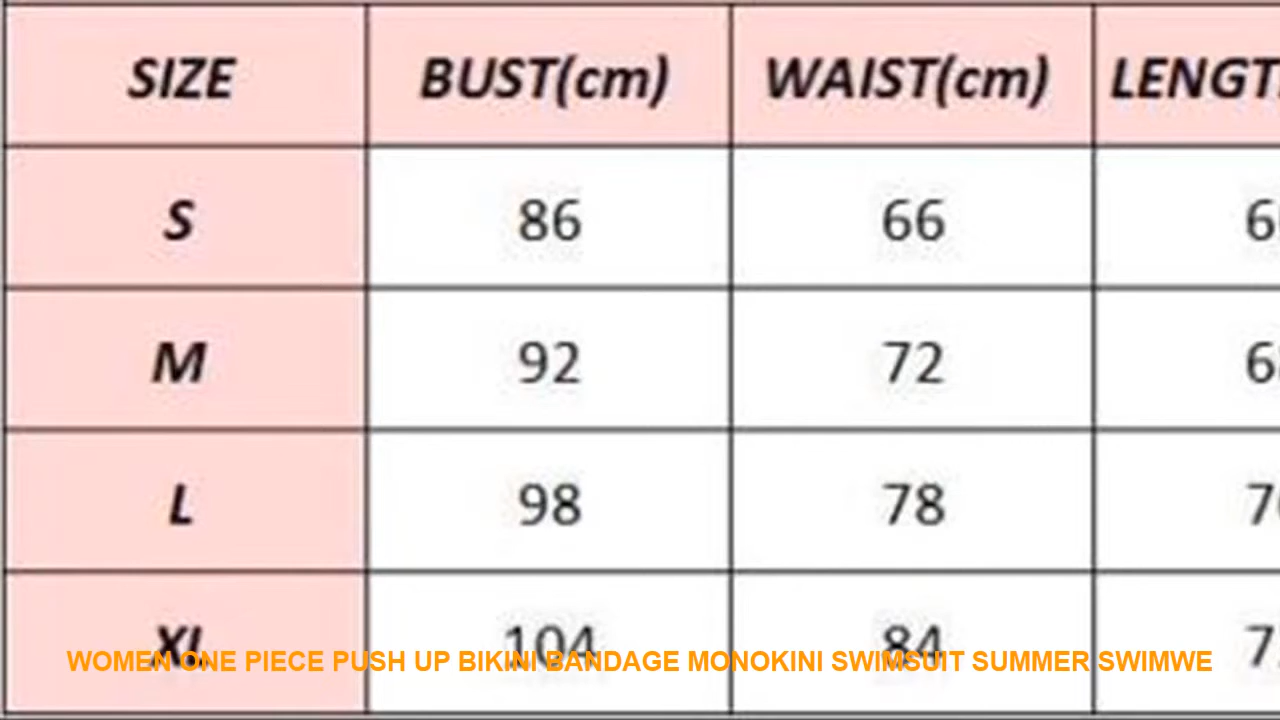 SIZE BUST(cm) WAIST(cm)
S 86 66
M 92 72
L 98 78
XL 104 84
WOMEN ONE PIECE PUSH UP BIKINI BANDAGE MONOKINI SWIMSUIT SUMMER SWIMWE